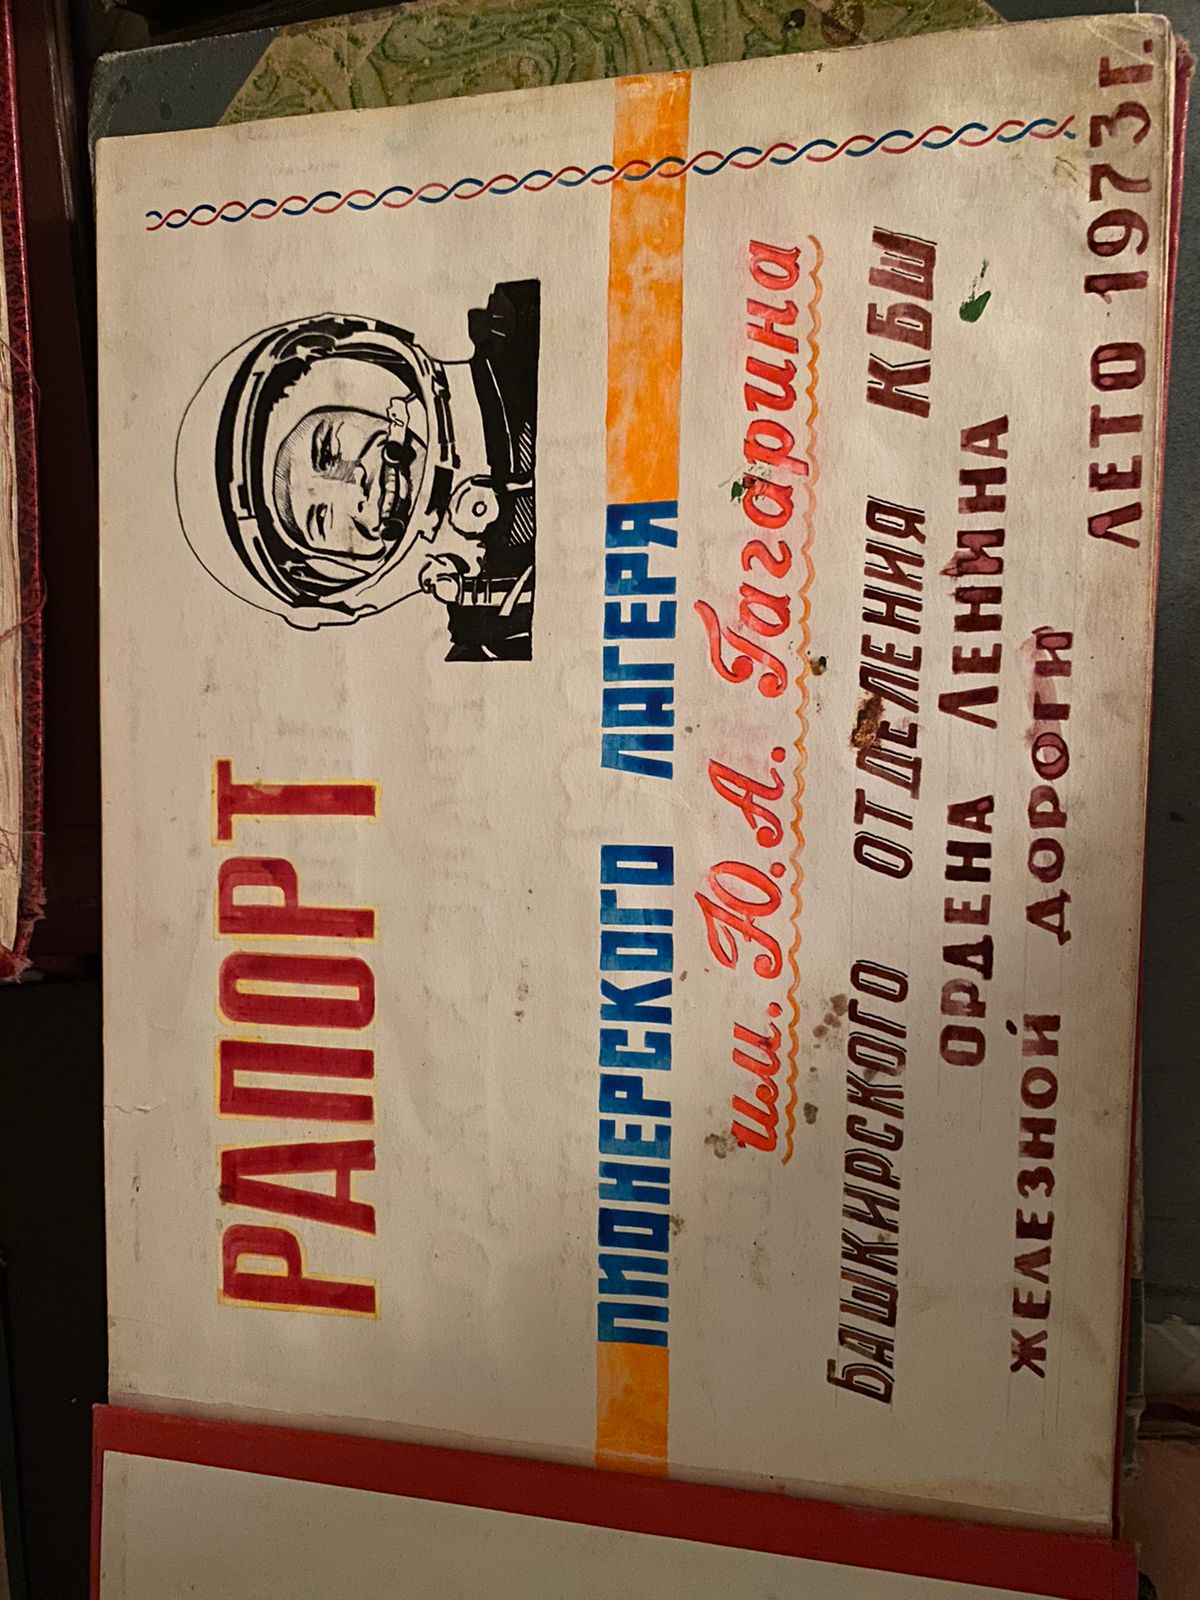 РАПОРТ
ПИОНЕРСКОГО ЛАГЕРЯ
им. Ю. А. Гагарина
БАШКИРСКОГО ОТДЕЛЕНИЯ КБШ
ОРДЕНА ЛЕНИНА
ЖЕЛЕЗНОЙ ДОРОГИ
ЛЕТО 1973г.